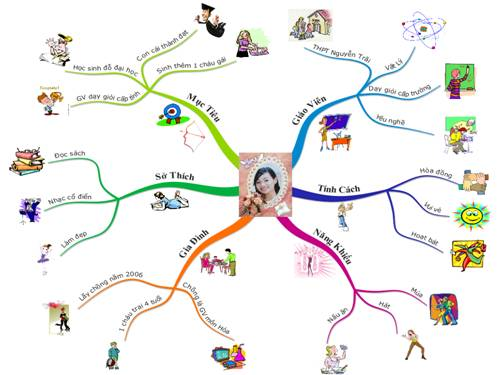 Mục Tiêu
Con cái thành đạt
Sinh thêm 1 cháu gái
Học sinh đỗ đại học
GV dạy giỏi cấp tỉnh
Giáo Viên
THPT Nguyễn Trãi
Vật Lý
Dạy giỏi cấp trường
Sở Thích
Đọc sách
Nhạc cổ điển
Làm đẹp
Tính Cách
Hòa đồng
Vui vẻ
Hoạt bát
Gia Đình
Lấy chồng năm 2006
1 cháu trai 4 tuổi
Chồng là GV môn Hóa
Năng Khiếu
Múa
Hát
Nấu ăn